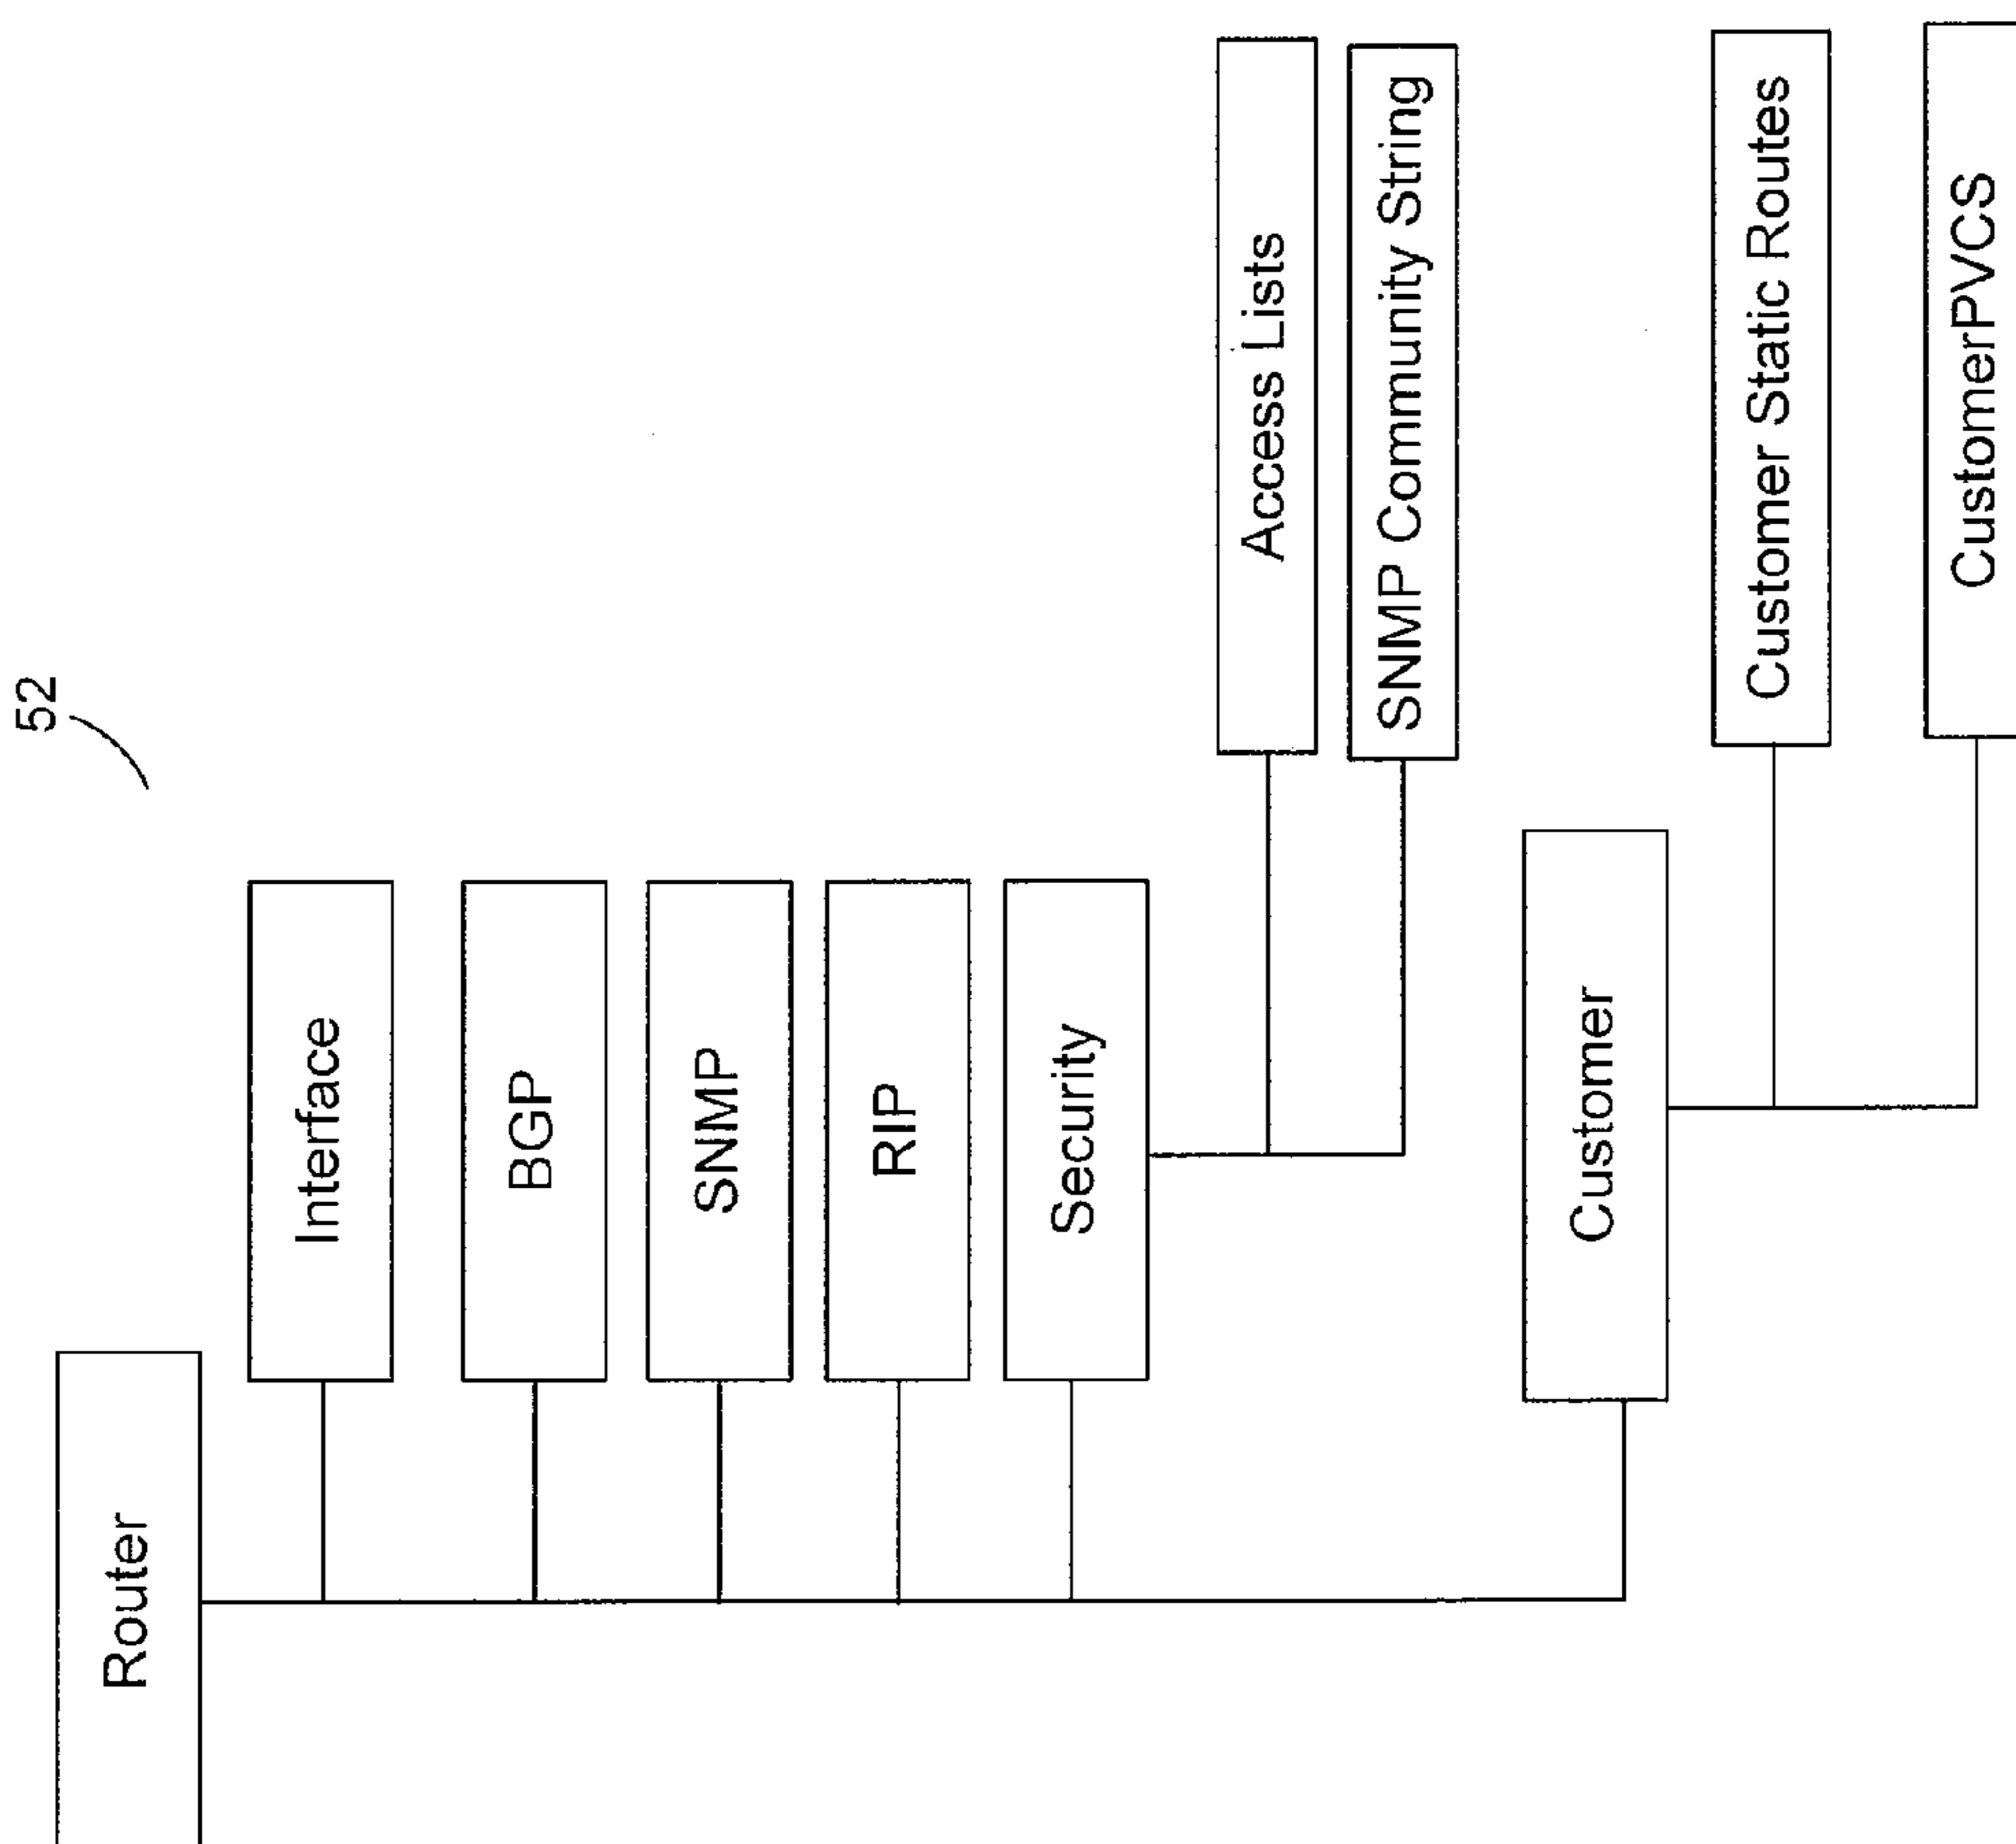 52
Router
Interface
BGP
SNMP
RIP
Security
Access Lists
SNMP Community String
Customer
Customer Static Routes
CustomerPVCS